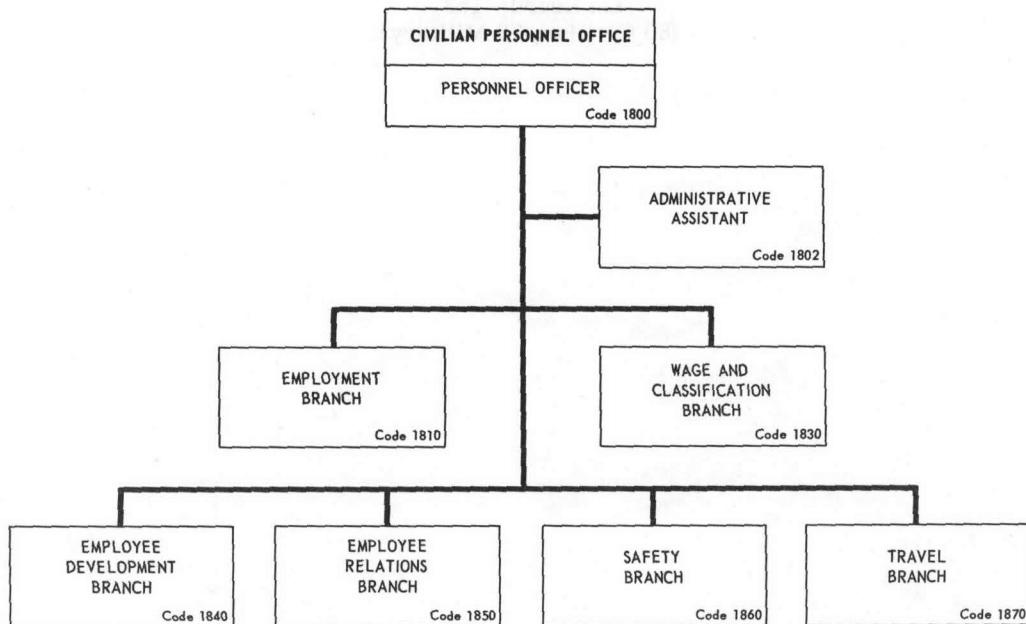 CIVILIAN PERSONNEL OFFICE
PERSONNEL OFFICER
Code 1800
ADMINISTRATIVE
ASSISTANT
Code 1802
EMPLOYMENT
BRANCH
Code 1810
WAGE AND
CLASSIFICATION
BRANCH
Code 1830
EMPLOYEE
DEVELOPMENT
BRANCH
Code 1840
EMPLOYEE
RELATIONS
BRANCH
Code 1850
SAFETY
BRANCH
Code 1860
TRAVEL
BRANCH
Code 1870